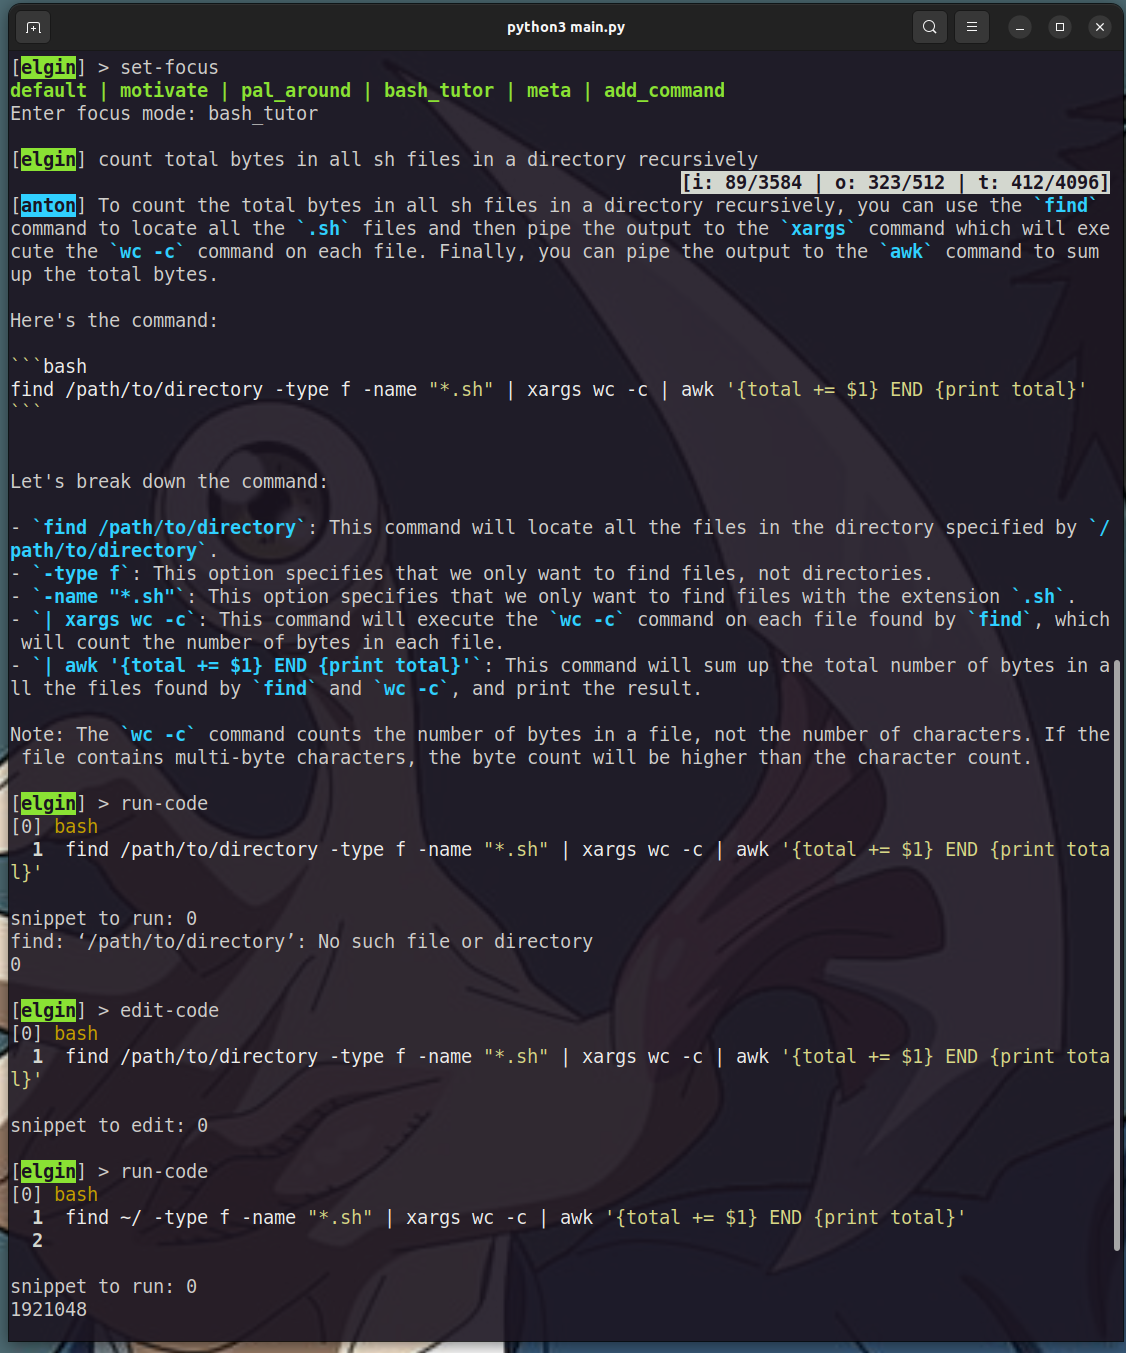 python3 main.py
[elgin] > set-focus
default | motivate | pal_around | bash_tutor | meta | add_command
Enter focus mode: bash_tutor
[elgin] count total bytes in all sh files in a directory recursively
[i: 89/3584 | o: 323/512 | t: 412/4096]
[anton] To count the total bytes in all sh files in a directory recursively, you can use the `find`
command to locate all the `.sh` files and then pipe the output to the `xargs` command which will exe
cute the `wc -c` command on each file. Finally, you can pipe the output to the `awk` command to sum
up the total bytes.
Here's the command:
```bash
find /path/to/directory -type f -name "*.sh" | xargs wc -c | awk '{total += $1} END {print total}'
```
Let's break down the command:
- `find /path/to/directory`: This command will locate all the files in the directory specified by `/
path/to/directory`.
- `-type f`: This option specifies that we only want to find files, not directories.
- `-name "*.sh"`: This option specifies that we only want to find files with the extension `.sh`.
- `| xargs wc -c`: This command will execute the `wc -c` command on each file found by `find`, which
will count the number of bytes in each file.
- `| awk '{total += $1} END {print total}'`: This command will sum up the total number of bytes in a
ll the files found by `find` and `wc -c`, and print the result.
Note: The `wc -c` command counts the number of bytes in a file, not the number of characters. If the
file contains multi-byte characters, the byte count will be higher than the character count.
[elgin] > run-code
[0] bash
1 find /path/to/directory -type f -name "*.sh" | xargs wc -c | awk '{total += $1} END {print tota
l}'
snippet to run: 0
find: ‘/path/to/directory’: No such file or directory
0
[elgin] > edit-code
[0] bash
1 find /path/to/directory -type f -name "*.sh" | xargs wc -c | awk '{total += $1} END {print tota
l}'
snippet to edit: 0
[elgin] > run-code
[0] bash
1 find ~/ -type f -name "*.sh" | xargs wc -c | awk '{total += $1} END {print total}'
2
snippet to run: 0
1921048